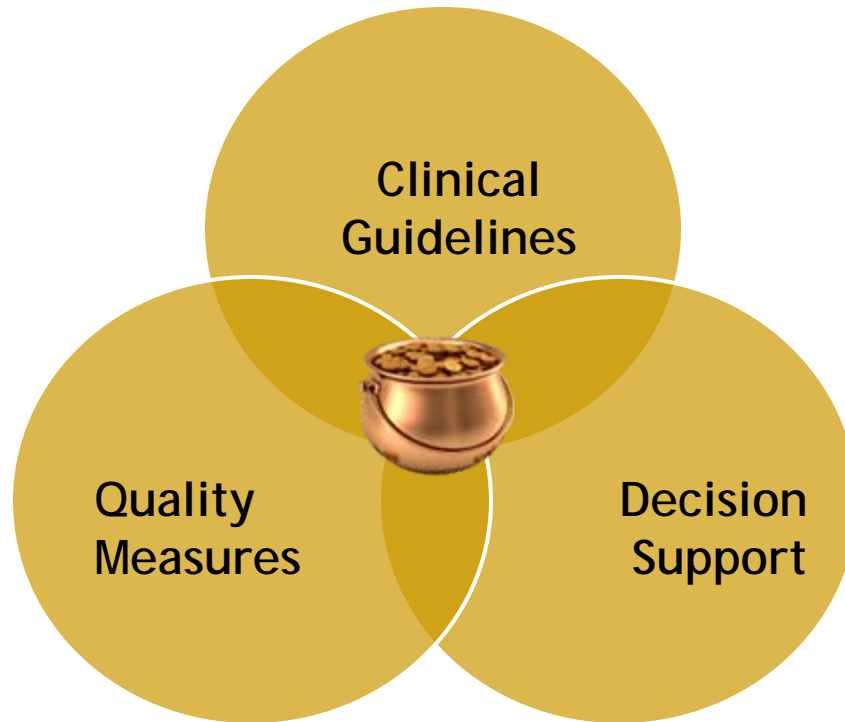 Clinical
Guidelines
Quality
Measures
Decision
Support